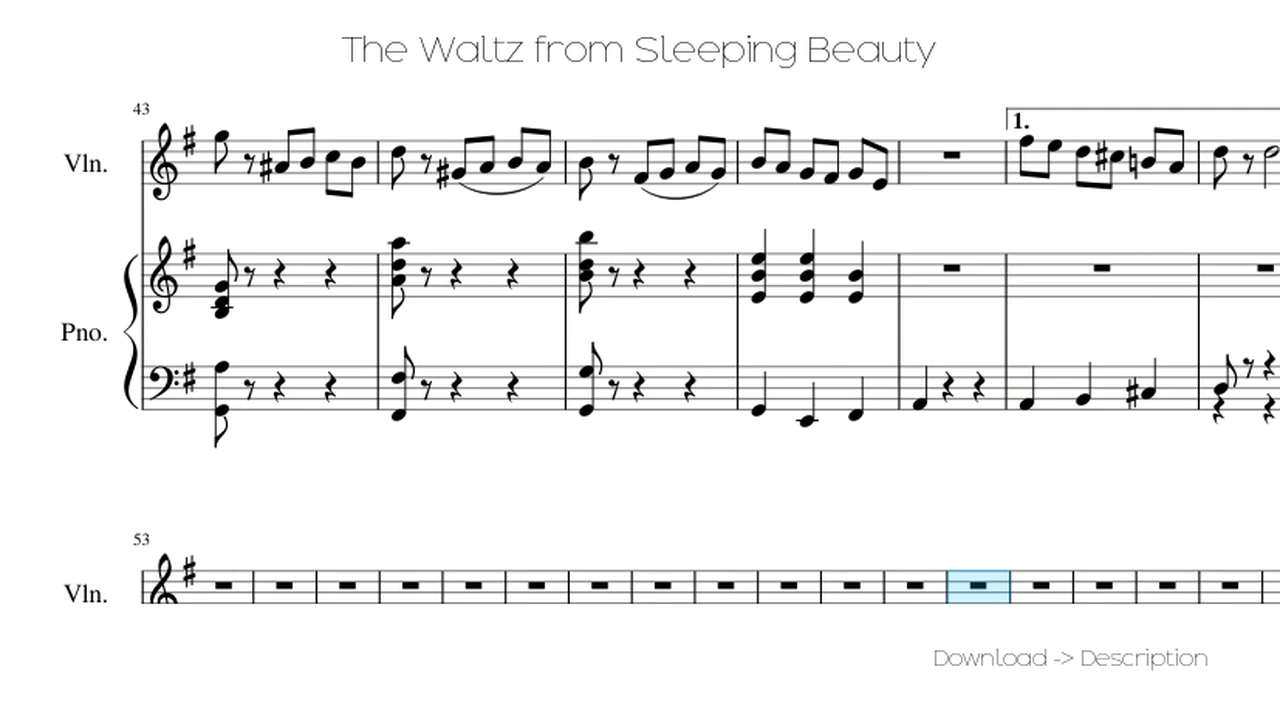 The Waltz from Sleeping Beauty
43
1.
Vln.
Pno.
53
Vln.
Download -> Description